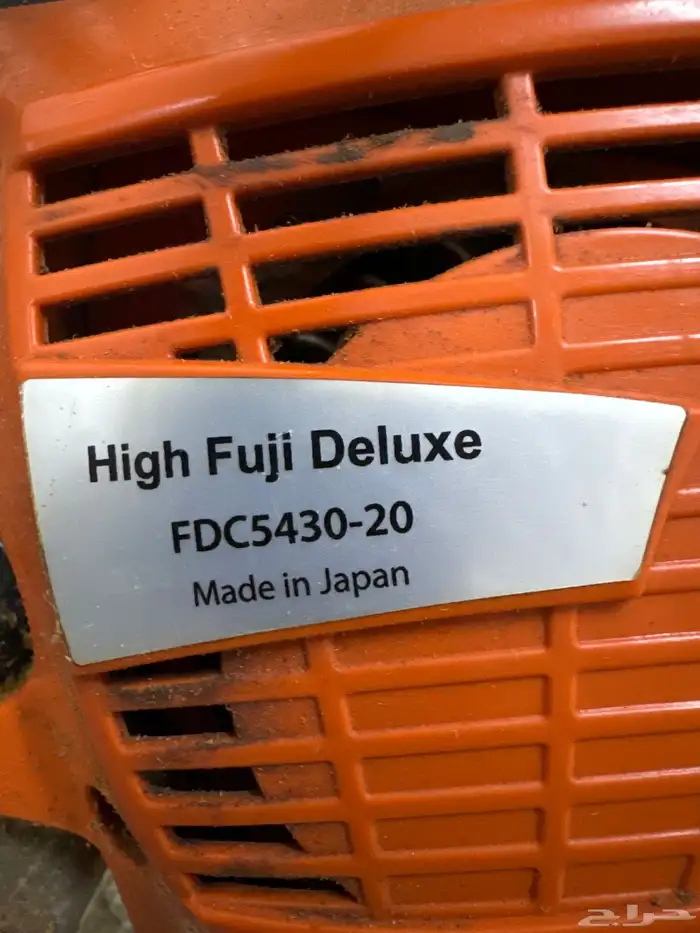 High Fuji Deluxe
FDC5430-20
Made in Japan
حراج